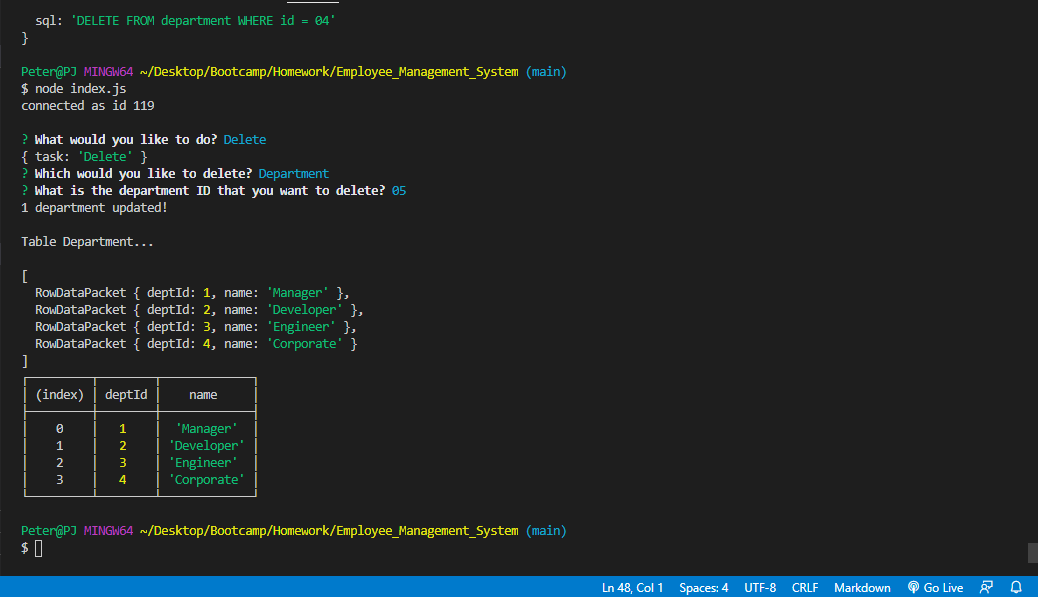 sql: 'DELETE FROM department WHERE id = 04'
}
Peter@PJ MINGW64 ~/Desktop/Bootcamp/Homework/Employee_Management_System (main)
$ node index.js
connected as id 119
? What would you like to do? Delete
{ task: 'Delete' }
? Which would you like to delete? Department
? What is the department ID that you want to delete? 05
1 department updated!
Table Department...
[
RowDataPacket { deptId: 1, name: 'Manager' },
RowDataPacket { deptId: 2, name: 'Developer' },
RowDataPacket { deptId: 3, name: 'Engineer' },
RowDataPacket { deptId: 4, name: 'Corporate' }
]
(index) deptId name
0 1 'Manager'
1 2 'Developer'
2 3 'Engineer'
3 4 'Corporate'
Peter@PJ MINGW64 ~/Desktop/Bootcamp/Homework/Employee_Management_System (main)
$
Ln 48, Col 1 Spaces: 4 UTF-8 CRLF Markdown Go Live